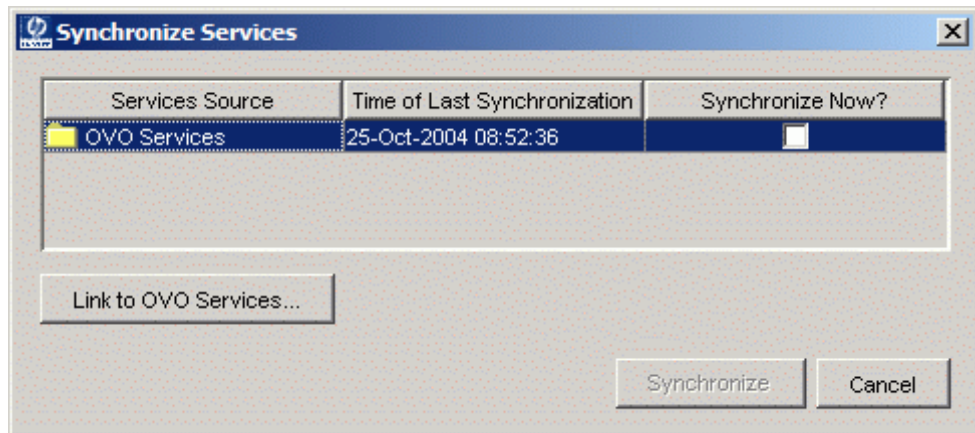 Synchronize Services
Services Source Time of Last Synchronization Synchronize Now?
OVO Services 25-Oct-2004 08:52:36
Link to OVO Services...
Synchronize Cancel